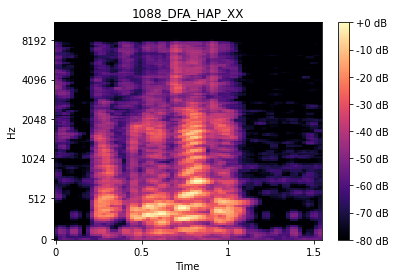 1088_DFA_HAP_XX
+0 dB
8192
-10 dB
4096
-20 dB
-30 dB
2048
Hz
-40 dB
1024
-50 dB
512
-60 dB
-70 dB
0
-80 dB
0
0.5
1
1.5
Time